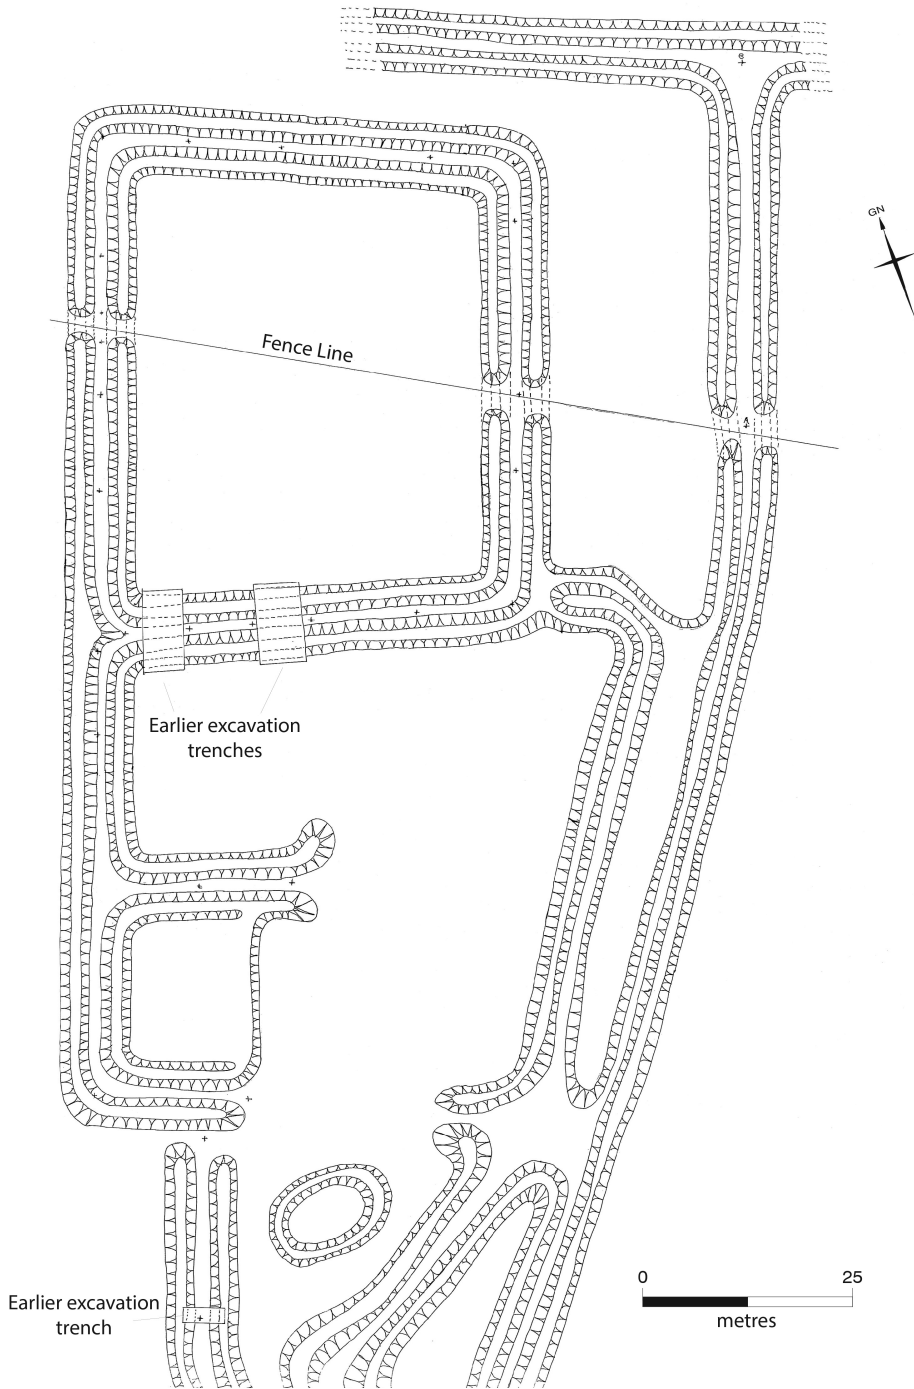 GN
Fence Line
Earlier excavation
trenches
Earlier excavation
trench
0 25
metres